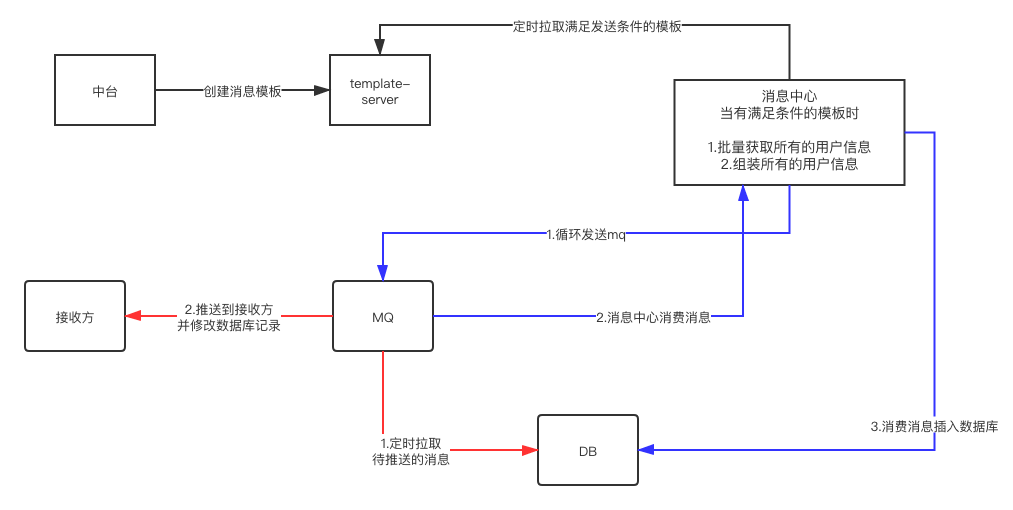 定时拉取满足发送条件的模板
中台
创建消息模板
template-
server
消息中心
当有满足条件的模板时
1.批量获取所有的用户信息
2.组装所有的用户信息
1.循环发送mq
接收方
2.推送到接收方
并修改数据库记录
MQ
2.消息中心消费消息
3.消费消息插入数据库
1.定时拉取
待推送的消息
DB